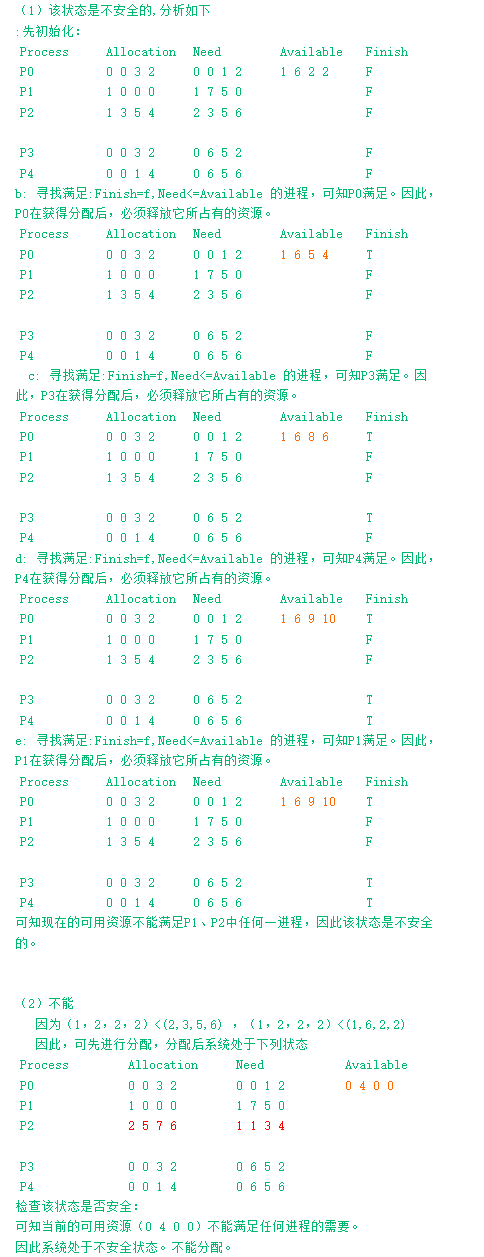 （1）该状态是不安全的,分析如下
:先初始化:
Process Allocation Need Available Finish
P0 0 0 3 2 0 0 1 2 1 6 2 2 F
P1 1 0 0 0 1 7 5 0 F
P2 1 3 5 4 2 3 5 6 F
P3 0 0 3 2 0 6 5 2 F
P4 0 0 1 4 0 6 5 6 F
b: 寻找满足:Finish=f,Need<=Available 的进程，可知P0满足。因此，
P0在获得分配后，必须释放它所占有的资源。
Process Allocation Need Available Finish
P0 0 0 3 2 0 0 1 2 1 6 5 4 T
P1 1 0 0 0 1 7 5 0 F
P2 1 3 5 4 2 3 5 6 F
P3 0 0 3 2 0 6 5 2 F
P4 0 0 1 4 0 6 5 6 F
c: 寻找满足:Finish=f,Need<=Available 的进程，可知P3满足。因
此，P3在获得分配后，必须释放它所占有的资源。
Process Allocation Need Available Finish
P0 0 0 3 2 0 0 1 2 1 6 8 6 T
P1 1 0 0 0 1 7 5 0 F
P2 1 3 5 4 2 3 5 6 F
P3 0 0 3 2 0 6 5 2 T
P4 0 0 1 4 0 6 5 6 F
d: 寻找满足:Finish=f,Need<=Available 的进程，可知P4满足。因此，
P4在获得分配后，必须释放它所占有的资源。
Process Allocation Need Available Finish
P0 0 0 3 2 0 0 1 2 1 6 9 10 T
P1 1 0 0 0 1 7 5 0 F
P2 1 3 5 4 2 3 5 6 F
P3 0 0 3 2 0 6 5 2 T
P4 0 0 1 4 0 6 5 6 T
e: 寻找满足:Finish=f,Need<=Available 的进程，可知P1满足。因此，
P1在获得分配后，必须释放它所占有的资源。
Process Allocation Need Available Finish
P0 0 0 3 2 0 0 1 2 1 6 9 10 T
P1 1 0 0 0 1 7 5 0 F
P2 1 3 5 4 2 3 5 6 F
P3 0 0 3 2 0 6 5 2 T
P4 0 0 1 4 0 6 5 6 T
可知现在的可用资源不能满足P1、P2中任何一进程，因此该状态是不安全
的。
（2）不能
因为（1，2，2，2）<(2,3,5,6) ，（1，2，2，2）<(1,6,2,2)
因此，可先进行分配，分配后系统处于下列状态
Process Allocation Need Available
P0 0 0 3 2 0 0 1 2 0 4 0 0
P1 1 0 0 0 1 7 5 0
P2 2 5 7 6 1 1 3 4
P3 0 0 3 2 0 6 5 2
P4 0 0 1 4 0 6 5 6
检查该状态是否安全:
可知当前的可用资源（0 4 0 0）不能满足任何进程的需要。
因此系统处于不安全状态。不能分配。